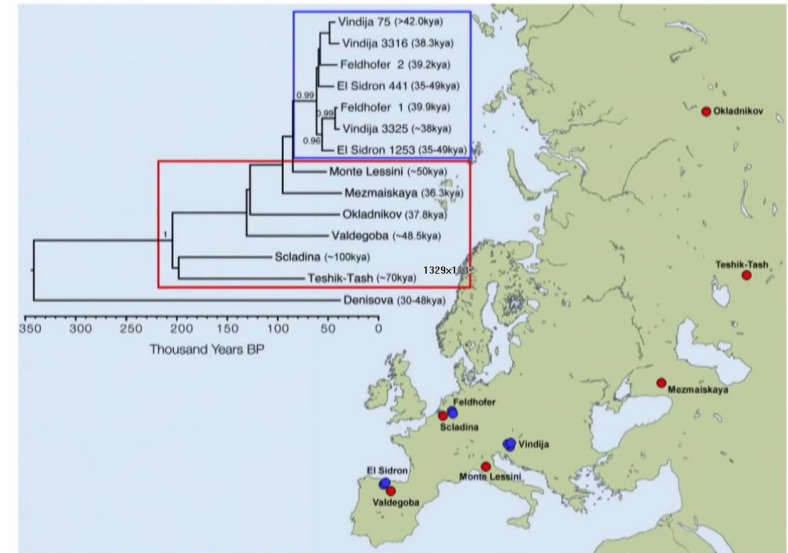 Vindija 75 (>42.0kya)
Vindija 3316 (38.3kya)
Feldhofer 2 (39.2kya)
El Sidron 441 (35-49kya)
0.99
Feldhofer 1 (39.9kya)
0.99
Vindija 3325 (~38kya)
0.96
El Sidron 1253 (35-49kya)
Monte Lessini (~50kya)
Mezmaiskaya (36.3kya)
Okladnikov (37.8kya)
1
Valdegoba (~48.5kya)
Scladina (~100kya)
Teshik-Tash (~70kya)
Denisova (30-48kya)
350 300 250 200 150 100 50 0
Thousand Years BP
Okladnikov
Teshik-Tash
Mezmaiskaya
Feldhofer
Scladina
Vindija
El Sidron
Monte Lessini
Valdegoba